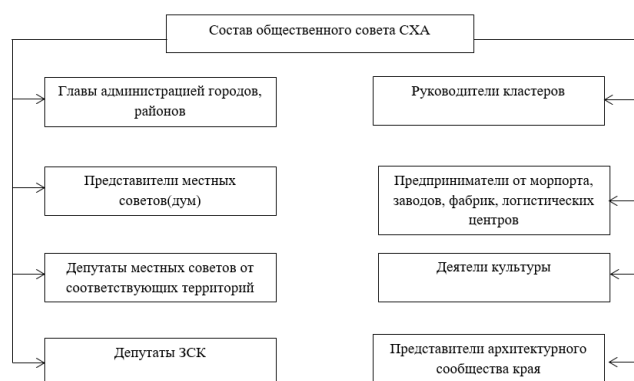 Состав общественного совета СХА
Главы администрацией городов,
районов
Руководители кластеров
Представители местных
советов(дум)
Предприниматели от морпорта,
заводов, фабрик, логистических
центров
Депутаты местных советов от
соответствующих территорий
Деятели культуры
Депутаты ЗСК
Представители архитектурного
сообщества края